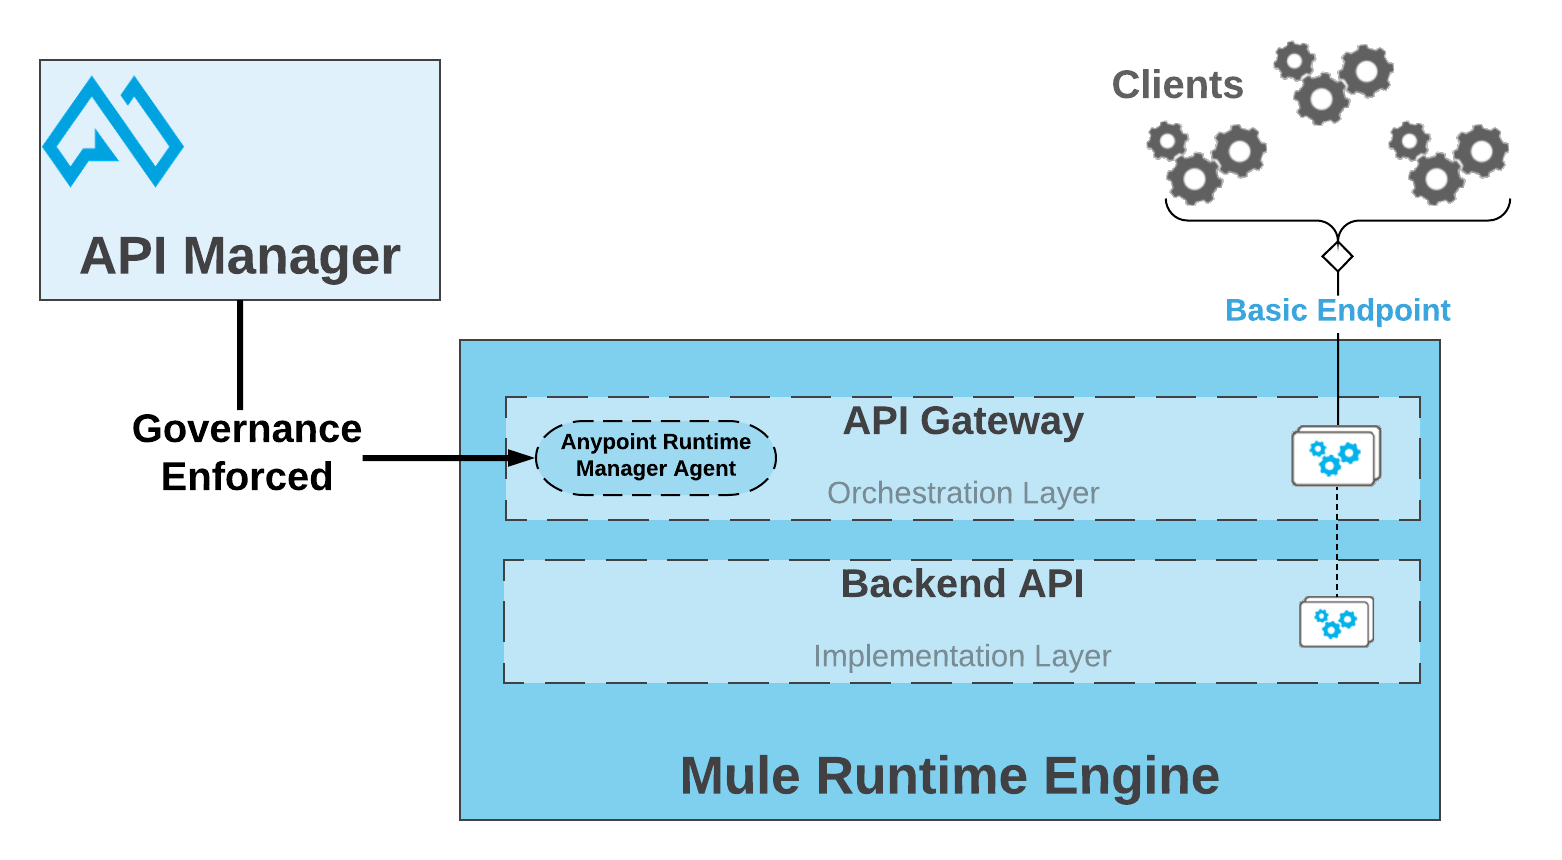 Clients
API Manager
Basic Endpoint
Governance
Enforced
API Gateway
Anypoint Runtime
Manager Agent
Orchestration Layer
Backend API
Implementation Layer
Mule Runtime Engine